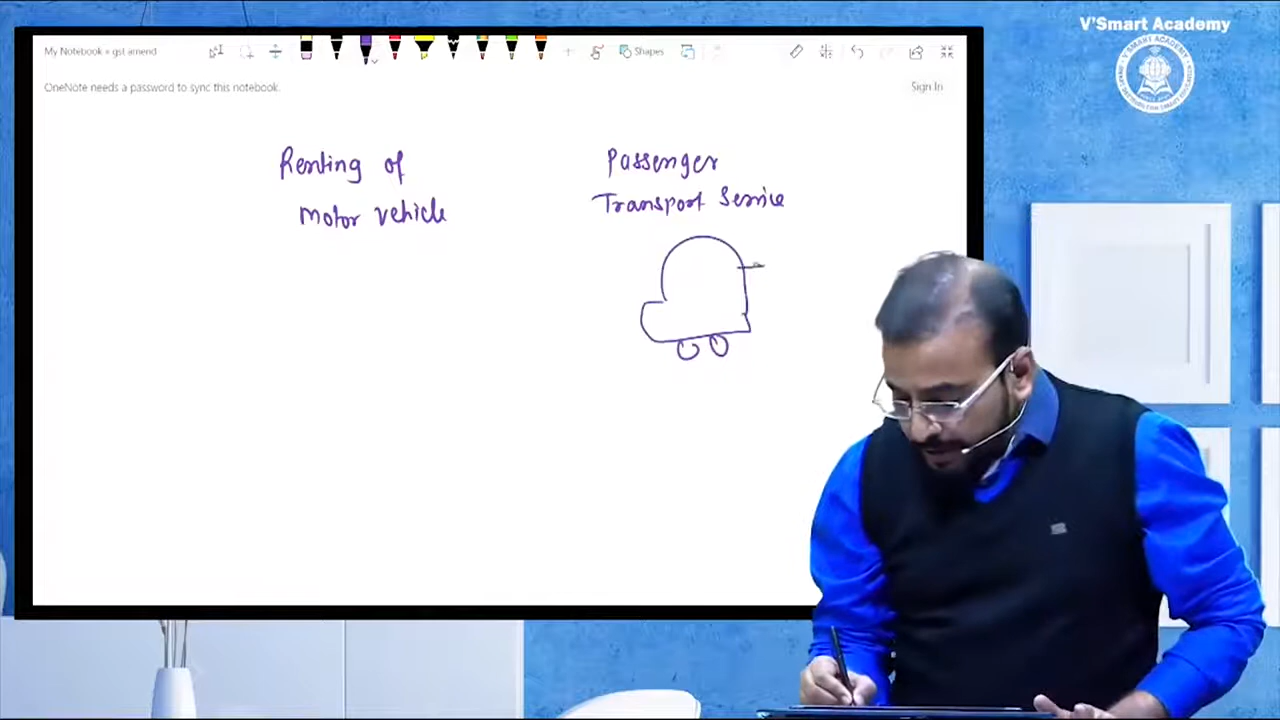 V'Smart Academy
My Notebook » gst amend
Shapes
OneNote needs a password to sync this notebook.
Sign In
Renting of
motor vehicle
Passenger
Transport Service